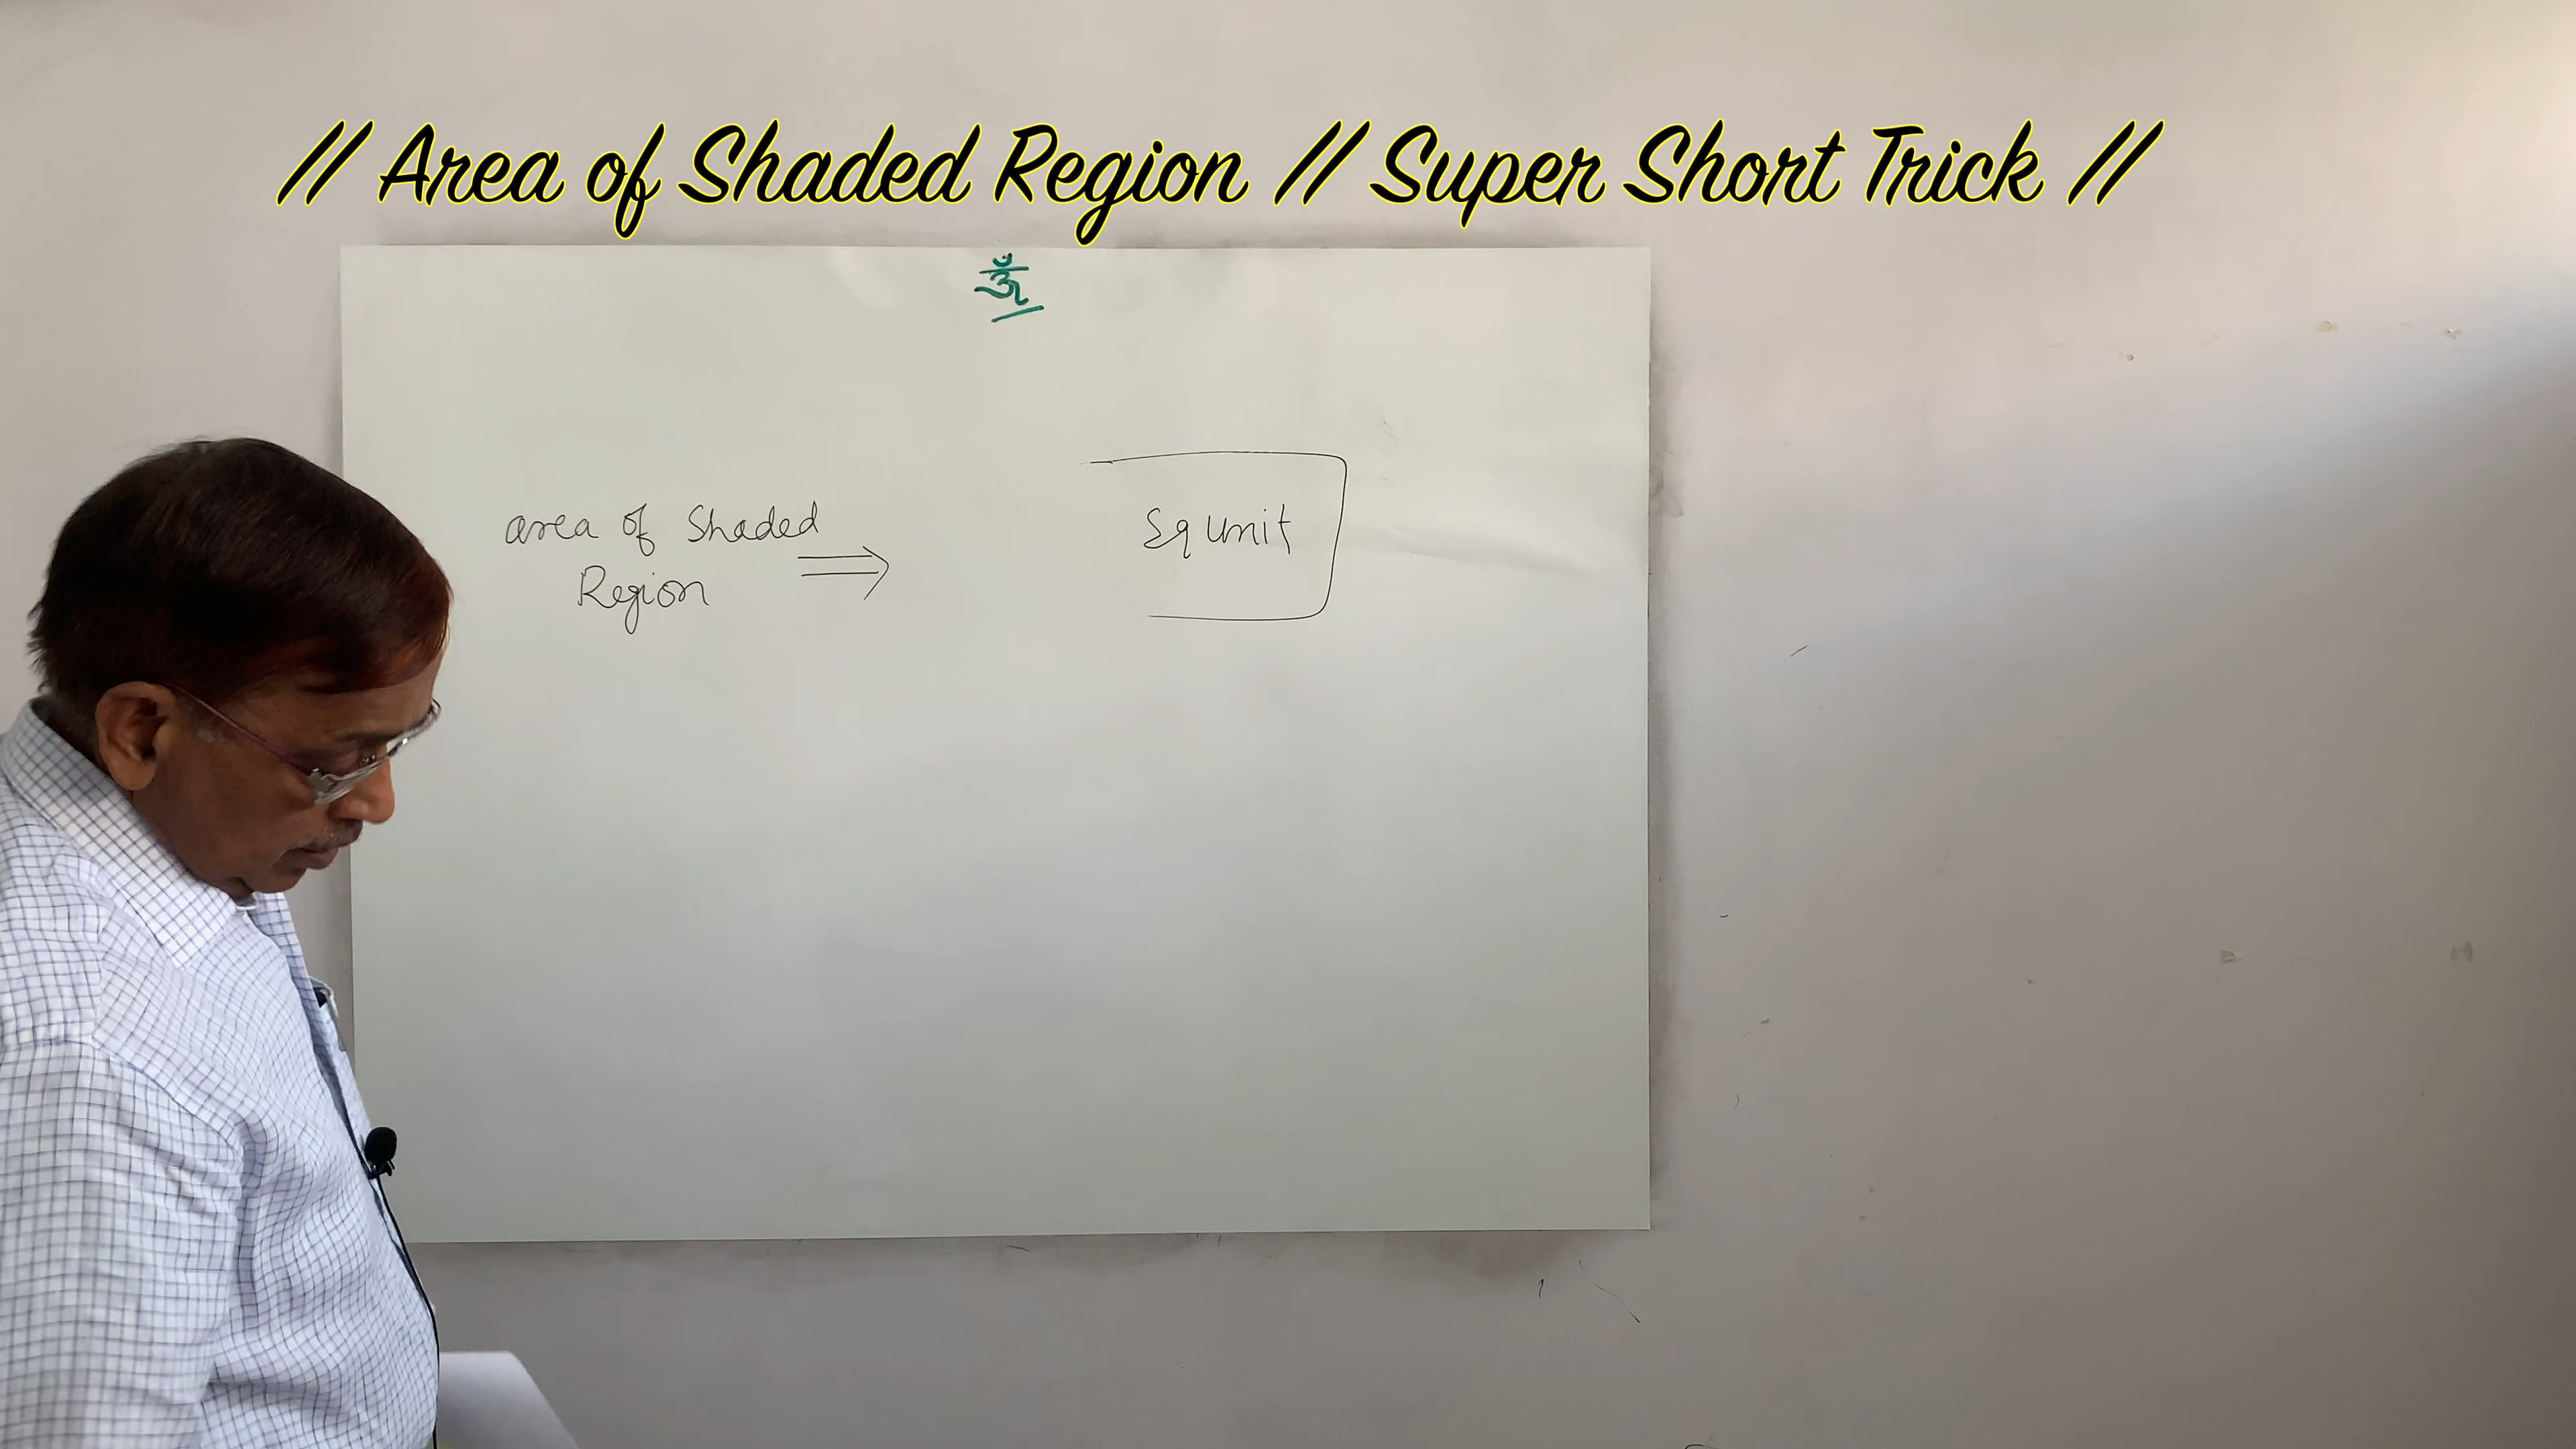 // Area of Shaded Region // Super Short Trick //
ॐ
area of Shaded
Region ⇒
Sq unit